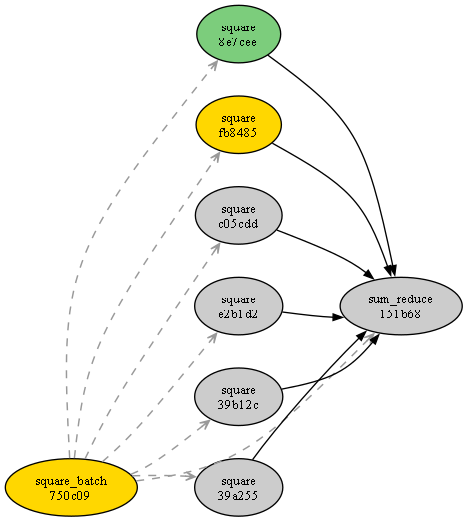 square
8e7cee
square
fb8485
square
c05cdd
square
e2b1d2
sum_reduce
151b68
square
39b12c
square_batch
750c09
square
39a255